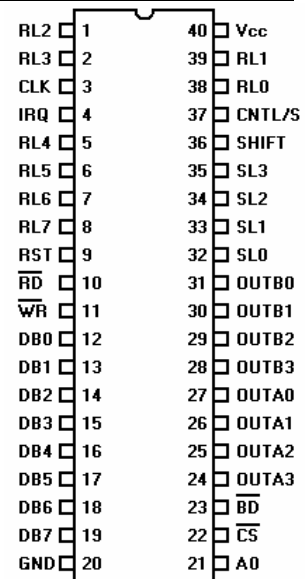 RL2 1 40 Vcc
RL3 2 39 RL1
CLK 3 38 RL0
IRQ 4 37 CNTL/S
RL4 5 36 SHIFT
RL5 6 35 SL3
RL6 7 34 SL2
RL7 8 33 SL1
RST 9 32 SL0
R̅D̅ 10 31 OUTB0
W̅R̅ 11 30 OUTB1
DB0 12 29 OUTB2
DB1 13 28 OUTB3
DB2 14 27 OUTA0
DB3 15 26 OUTA1
DB4 16 25 OUTA2
DB5 17 24 OUTA3
DB6 18 23 B̅D̅
DB7 19 22 C̅S̅
GND 20 21 A0